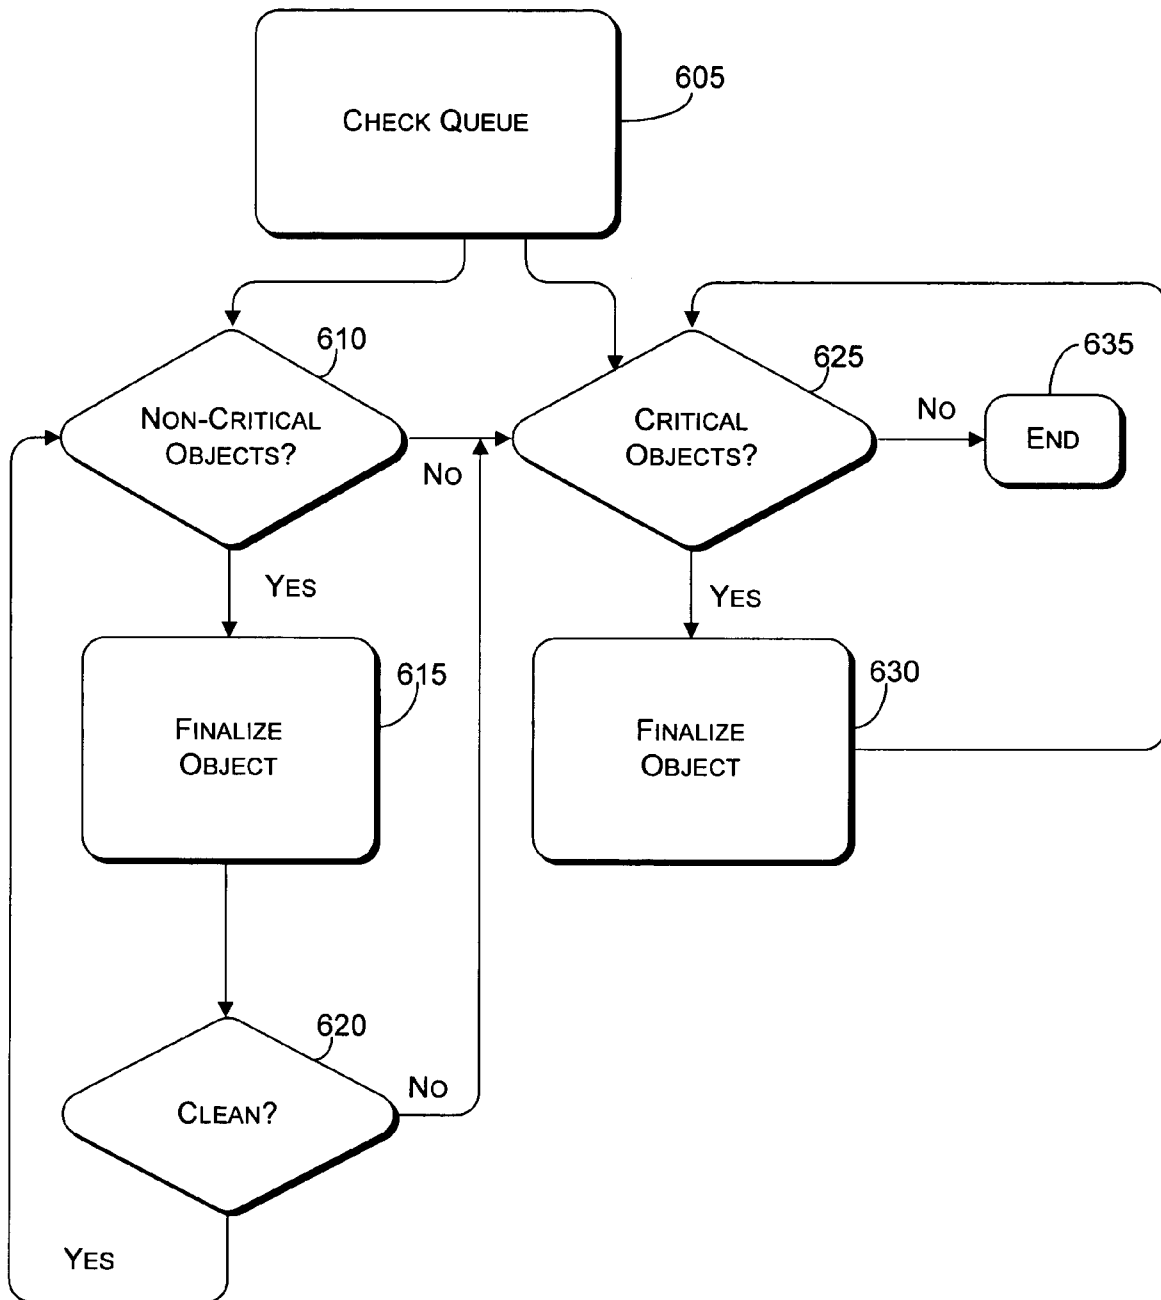 CHECK QUEUE
605
610
NON-CRITICAL
OBJECTS?
NO
625
CRITICAL
OBJECTS?
NO
635
END
YES
YES
615
FINALIZE
OBJECT
630
FINALIZE
OBJECT
620
CLEAN?
NO
YES